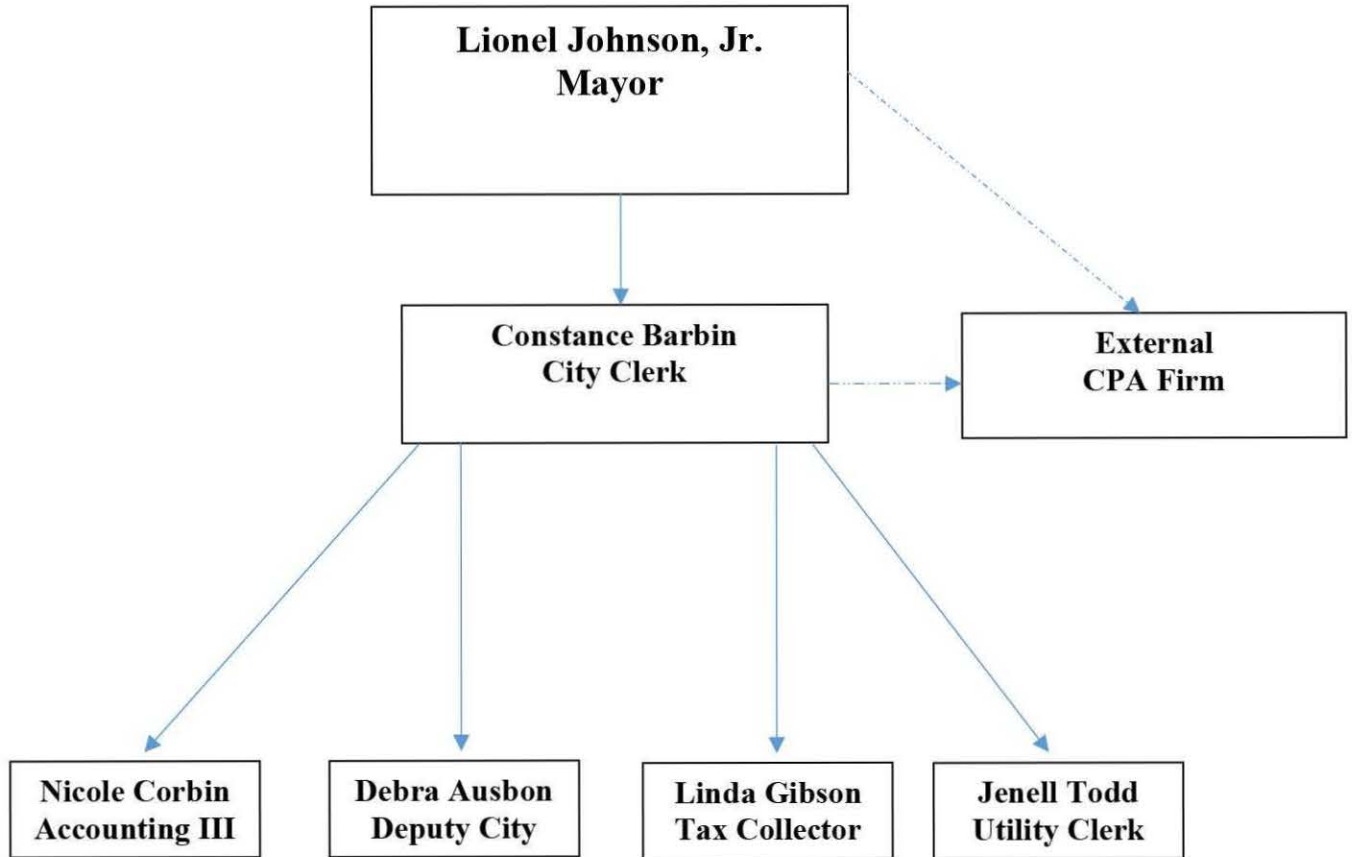 Lionel Johnson, Jr.
Mayor
Constance Barbin
City Clerk
External
CPA Firm
Nicole Corbin
Accounting III
Debra Ausbon
Deputy City
Linda Gibson
Tax Collector
Jenell Todd
Utility Clerk